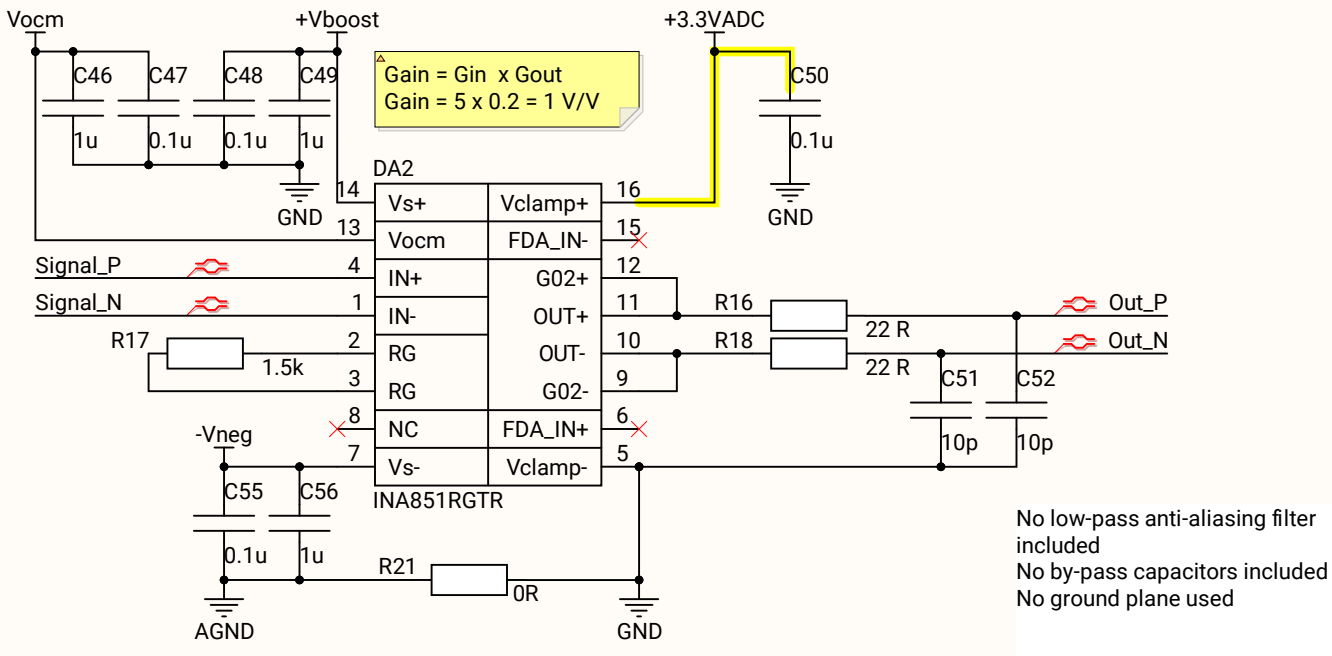 Vocm
+Vboost
+3.3VADC
C46
C47
C48
C49
C50
1u
0.1u
0.1u
1u
0.1u
Gain = Gin x Gout
Gain = 5 x 0.2 = 1 V/V
GND
GND
DA2
14
Vs+
Vclamp+
16
13
Vocm
FDA_IN-
15
Signal_P
4
IN+
G02+
12
Signal_N
1
IN-
OUT+
11
R16
22 R
Out_P
R17
1.5k
2
RG
OUT-
10
R18
22 R
Out_N
3
RG
G02-
9
C51
C52
10p
10p
8
NC
FDA_IN+
6
-Vneg
7
Vs-
Vclamp-
5
INA851RGTR
C55
C56
0.1u
1u
R21
0R
AGND
GND
No low-pass anti-aliasing filter
included
No by-pass capacitors included
No ground plane used